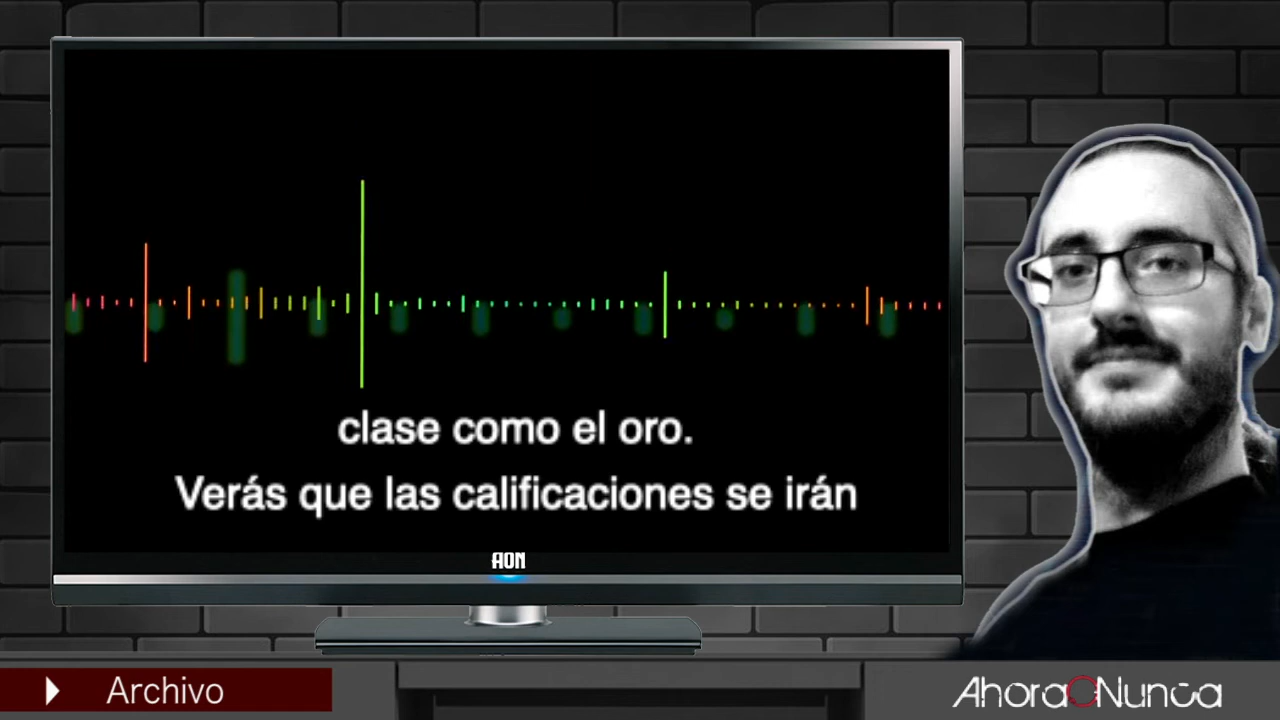 clase como el oro.
Verás que las calificaciones se irán
AON
Archivo
AhoraONunca